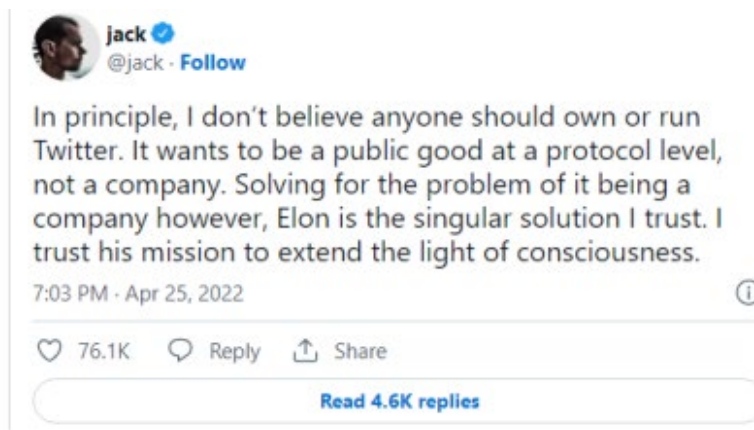 jack
@jack · Follow
In principle, I don't believe anyone should own or run
Twitter. It wants to be a public good at a protocol level,
not a company. Solving for the problem of it being a
company however, Elon is the singular solution I trust. I
trust his mission to extend the light of consciousness.
7:03 PM · Apr 25, 2022
76.1K Reply Share
Read 4.6K replies